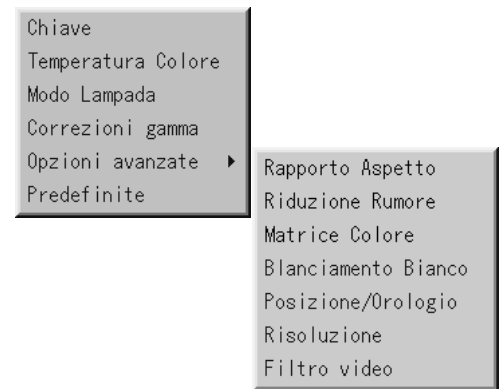 Chiave
Temperatura Colore
Modo Lampada
Correzioni gamma
Opzioni avanzate
Predefinite
Rapporto Aspetto
Riduzione Rumore
Matrice Colore
Blanciamento Bianco
Posizione/Orologio
Risoluzione
Filtro video